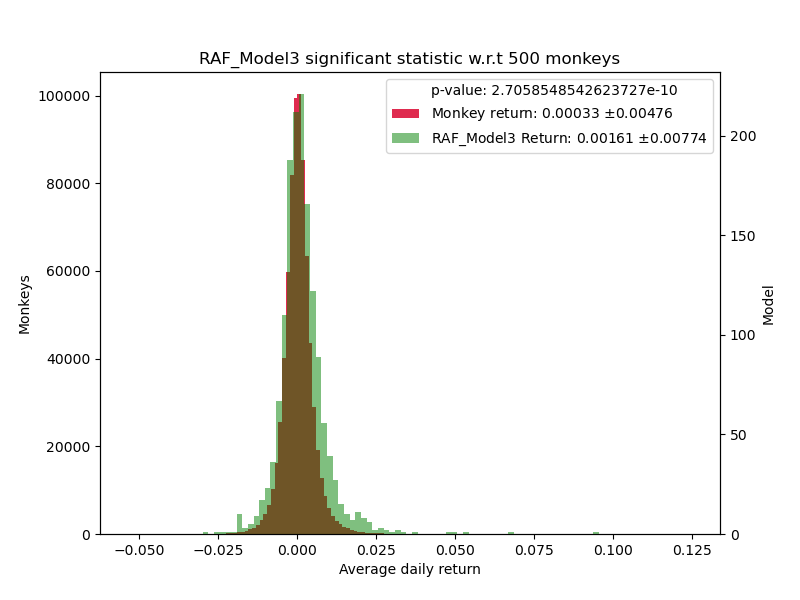 RAF_Model3 significant statistic w.r.t 500 monkeys
p-value: 2.7058548542623727e-10
Monkey return: 0.00033 ±0.00476
RAF_Model3 Return: 0.00161 ±0.00774
100000
80000
60000
40000
20000
0
Monkeys
200
150
100
50
0
Model
−0.050
−0.025
0.000
0.025
0.050
0.075
0.100
0.125
Average daily return